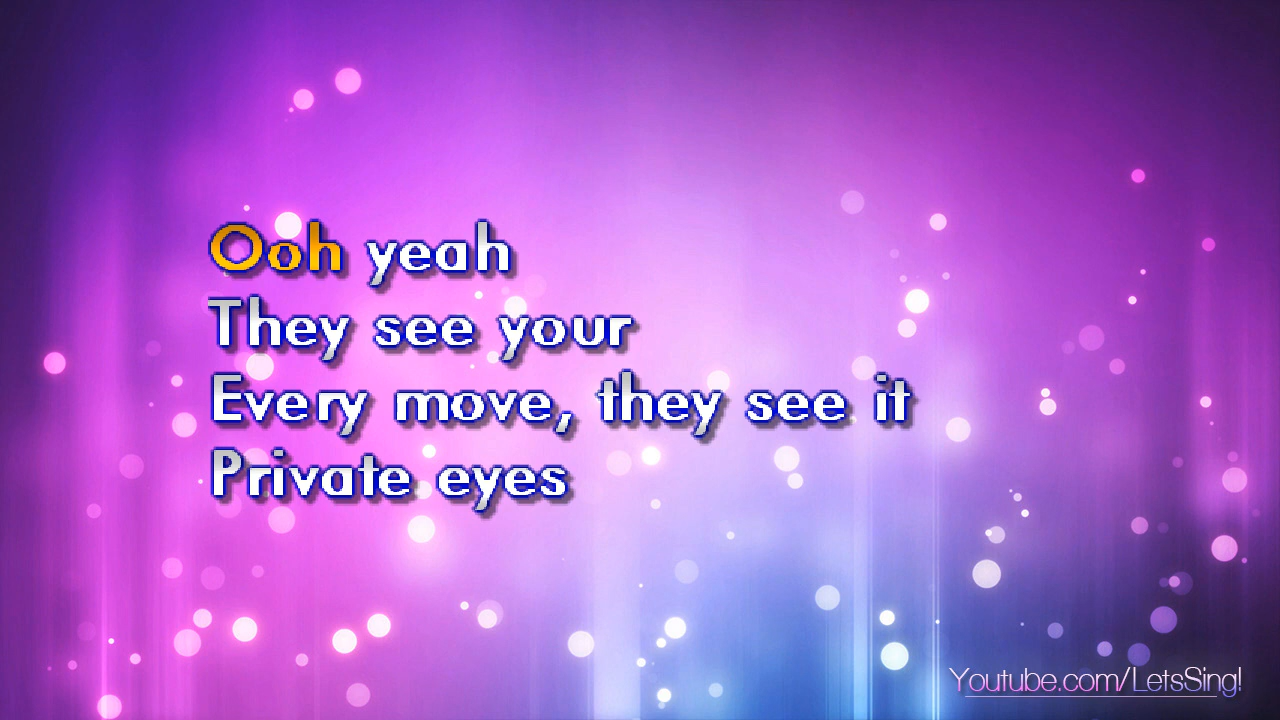 Ooh yeah
They see your
Every move, they see it
Private eyes
Youtube.com/LetsSing!